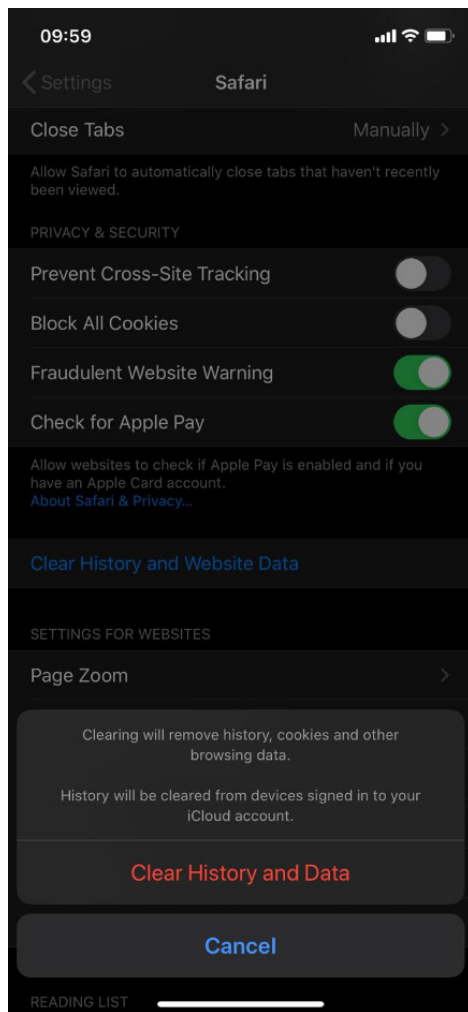 09:59
Settings Safari
Close Tabs Manually
Allow Safari to automatically close tabs that haven't recently
been viewed.
PRIVACY & SECURITY
Prevent Cross-Site Tracking
Block All Cookies
Fraudulent Website Warning
Check for Apple Pay
Allow websites to check if Apple Pay is enabled and if you
have an Apple Card account.
About Safari & Privacy...
Clear History and Website Data
SETTINGS FOR WEBSITES
Page Zoom
Clearing will remove history, cookies and other
browsing data.
History will be cleared from devices signed in to your
iCloud account.
Clear History and Data
Cancel
READING LIST